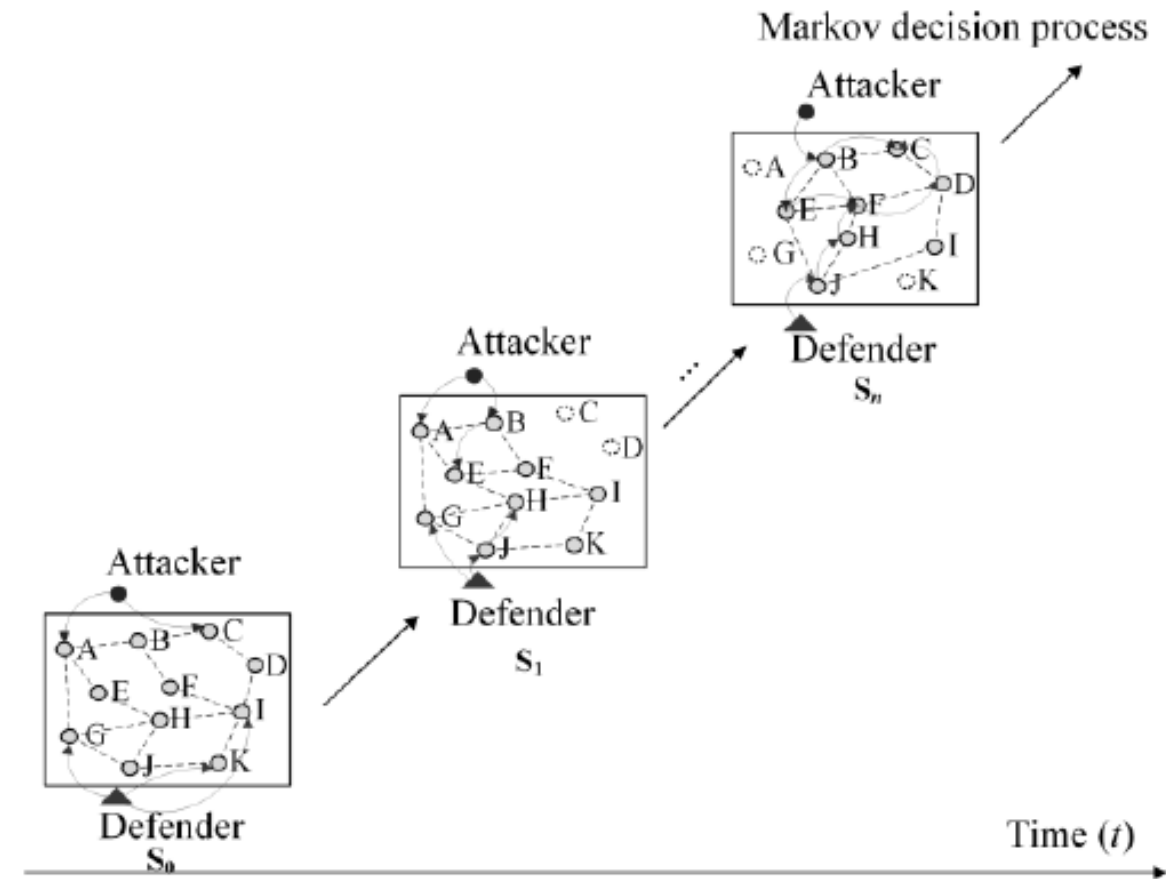 Markov decision process
Attacker
B
C
A
D
E
F
H
G
I
J
K
Defender
Sn
Attacker
...
A
B
C
D
E
F
H
I
G
J
K
Defender
S1
Attacker
A
B
C
D
E
F
G
H
I
J
K
Defender
S0
Time (t)